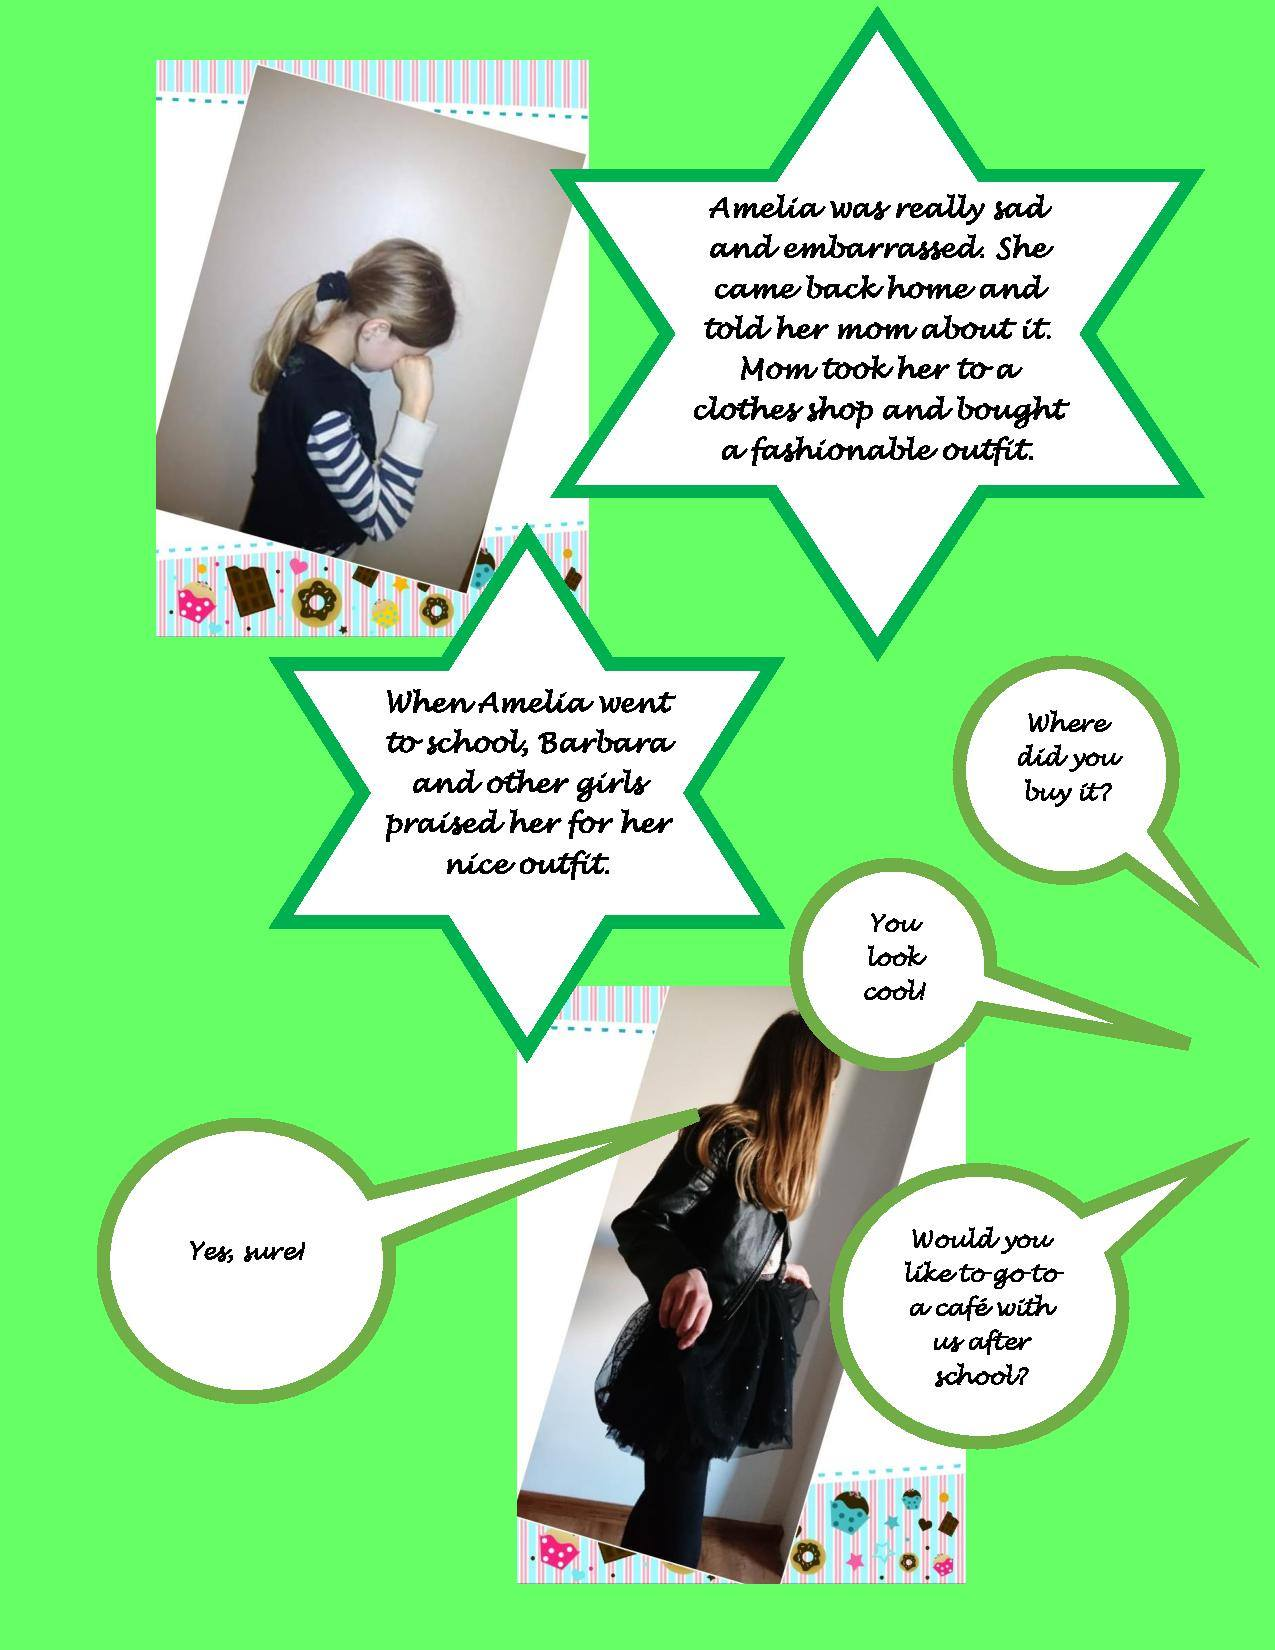 Amelia was really sad
and embarrassed. She
came back home and
told her mom about it.
Mom took her to a
clothes shop and bought
a fashionable outfit.
When Amelia went
to school, Barbara
and other girls
praised her for her
nice outfit.
Where
did you
buy it?
You
look
cool!
Would you
like to go to
a café with
us after
school?
Yes, sure!